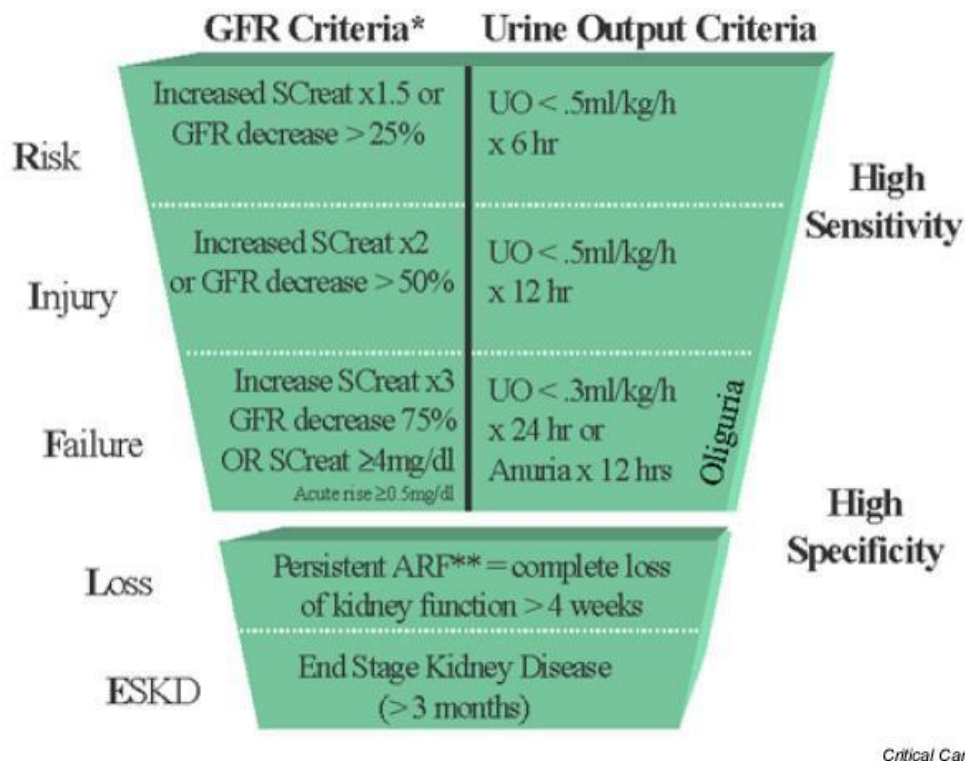 GFR Criteria* Urine Output Criteria
Risk
Increased SCreat x1.5 or
GFR decrease > 25%
UO < .5ml/kg/h
x 6 hr
High
Sensitivity
Injury
Increased SCreat x2
or GFR decrease > 50%
UO < .5ml/kg/h
x 12 hr
Failure
Increase SCreat x3
GFR decrease 75%
OR SCreat ≥4mg/dl
Acute rise ≥0.5mg/dl
UO < .3ml/kg/h
x 24 hr or
Anuria x 12 hrs
Oliguria
High
Specificity
Loss
Persistent ARF** = complete loss
of kidney function > 4 weeks
ESKD
End Stage Kidney Disease
(> 3 months)
Critical Car